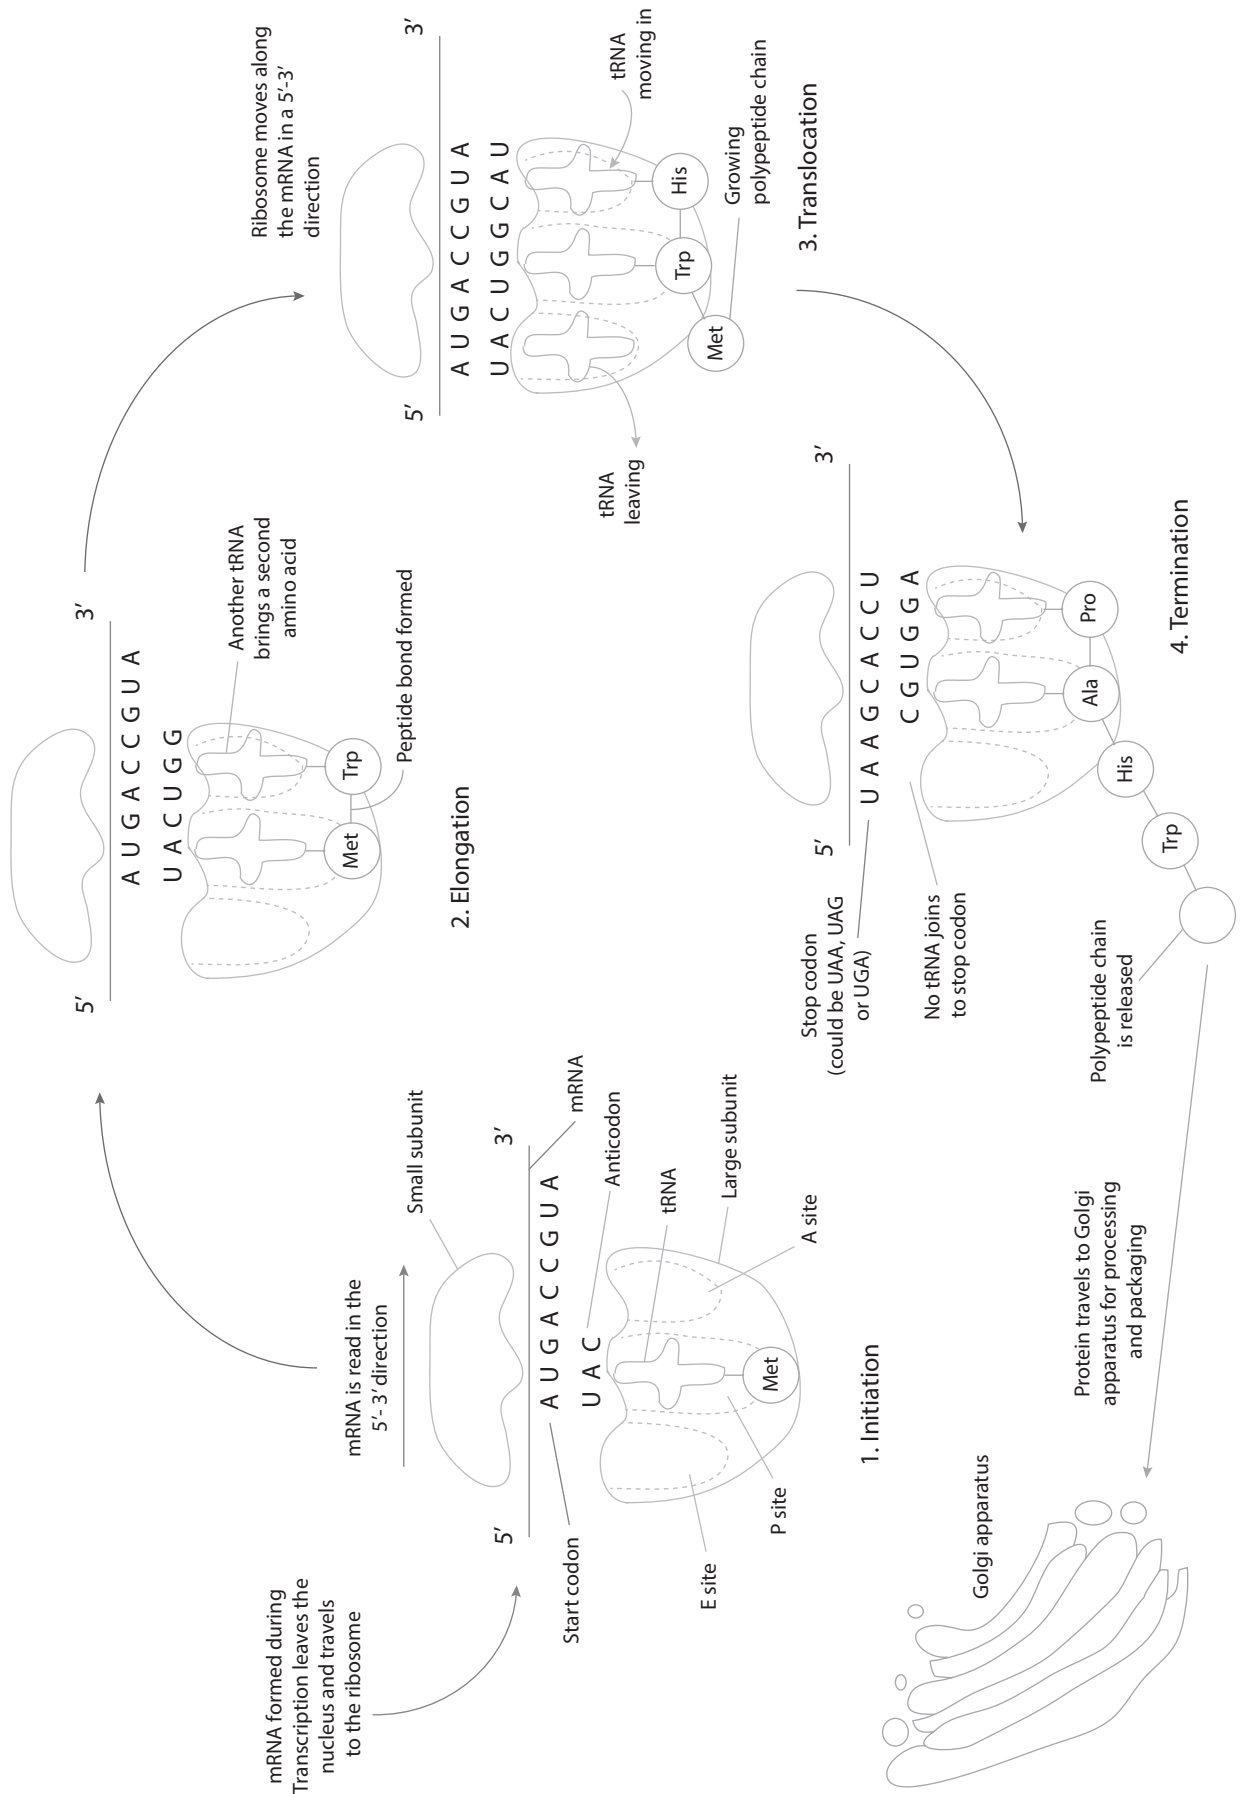 mRNA formed during
Transcription leaves the
nucleus and travels
to the ribosome
mRNA is read in the
5′- 3′ direction
Small subunit
5′
3′
mRNA
A U G A C C G U A
U A C
Start codon
Anticodon
tRNA
Large subunit
A site
P site
E site
Met
1. Initiation
5′
3′
A U G A C C G U A
U A C U G G
Another tRNA
brings a second
amino acid
Peptide bond formed
Met
Trp
2. Elongation
Ribosome moves along
the mRNA in a 5′-3′
direction
5′
3′
A U G A C C G U A
U A C U G G C A U
tRNA
moving in
tRNA
leaving
Met
Trp
His
Growing
polypeptide chain
3. Translocation
5′
3′
U A A G C A C C U
C G U G G A
Stop codon
(could be UAA, UAG
or UGA)
No tRNA joins
to stop codon
Pro
Ala
His
Trp
Polypeptide chain
is released
4. Termination
Protein travels to Golgi
apparatus for processing
and packaging
Golgi apparatus